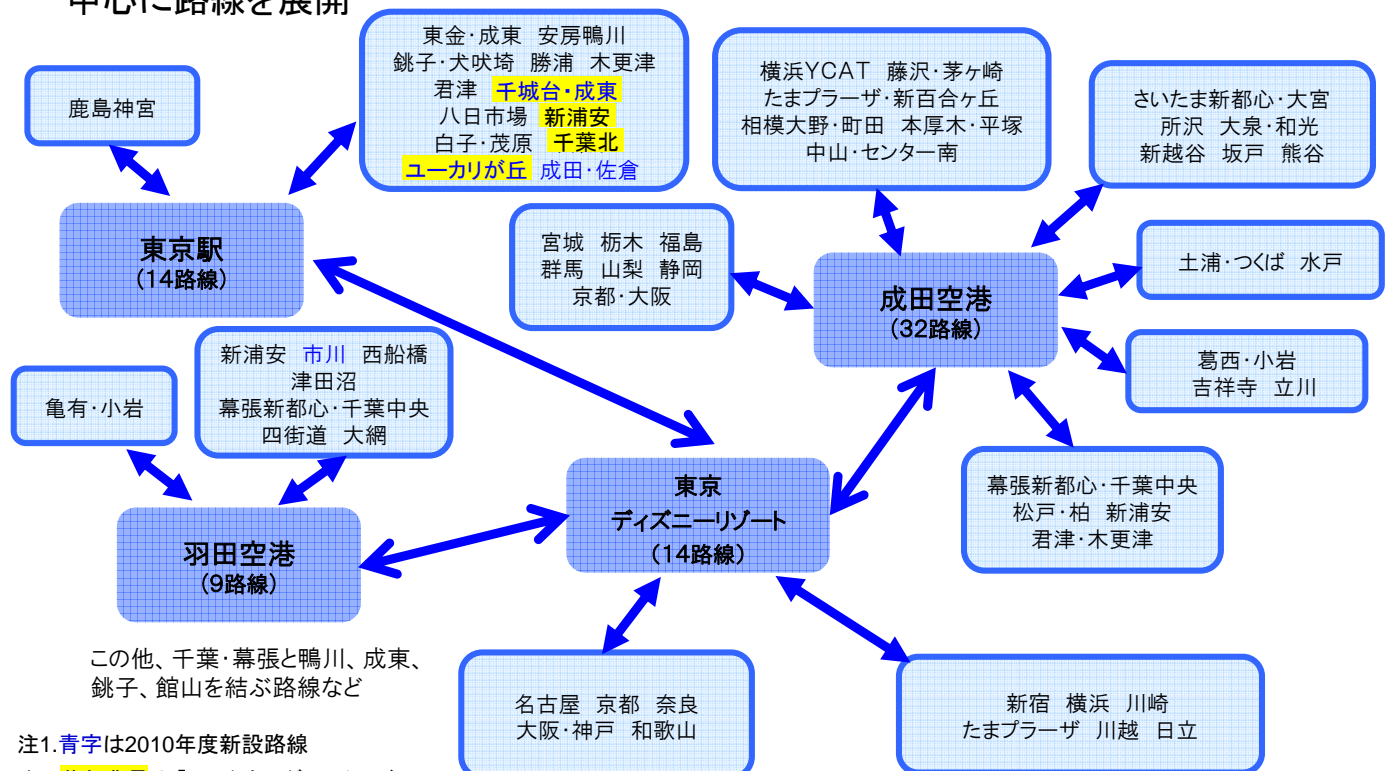 中心に路線を展開
東金・成東 安房鴨川
銚子・犬吠埼 勝浦 木更津
君津 千城台・成東
八日市場 新浦安
白子・茂原 千葉北
ユーカリが丘 成田・佐倉
鹿島神宮
横浜YCAT 藤沢・茅ヶ崎
たまプラーザ・新百合ヶ丘
相模大野・町田 本厚木・平塚
中山・センター南
さいたま新都心・大宮
所沢 大泉・和光
新越谷 坂戸 熊谷
東京駅
(14路線)
宮城 栃木 福島
群馬 山梨 静岡
京都・大阪
成田空港
(32路線)
土浦・つくば 水戸
新浦安 市川 西船橋
津田沼
幕張新都心・千葉中央
四街道 大網
亀有・小岩
葛西・小岩
吉祥寺 立川
東京
ディズニーリゾート
(14路線)
幕張新都心・千葉中央
松戸・柏 新浦安
君津・木更津
羽田空港
(9路線)
この他、千葉・幕張と鴨川、成東、
銚子、館山を結ぶ路線など
名古屋 京都 奈良
大阪・神戸 和歌山
新宿 横浜 川崎
たまプラーザ 川越 日立
注1.青字は2010年度新設路線